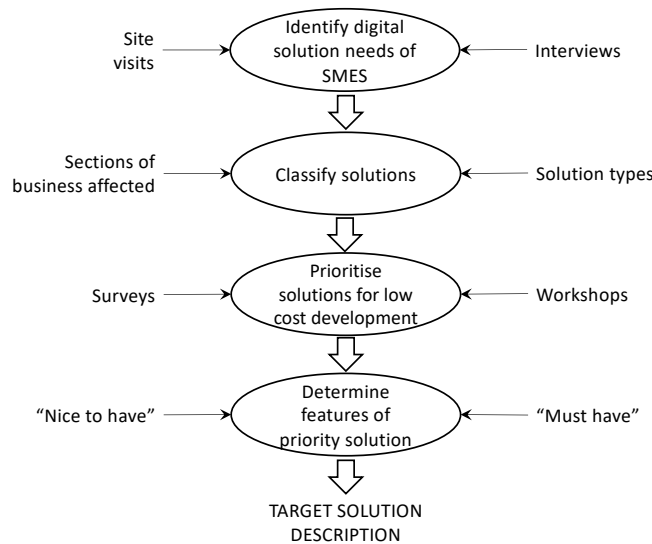 Identify digital
solution needs of
SMES
Site
visits
Interviews
Sections of
business affected
Classify solutions
Solution types
Prioritise
solutions for low
cost development
Surveys
Workshops
Determine
features of
priority solution
“Nice to have”
“Must have”
TARGET SOLUTION
DESCRIPTION